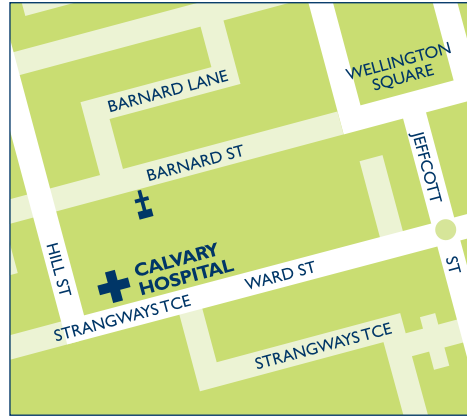 WELLINGTON
SQUARE
BARNARD LANE
BARNARD ST
JEFFCOTT
ST
HILL ST
CALVARY
HOSPITAL
WARD ST
STRANGWAYS TCE
STRANGWAYS TCE